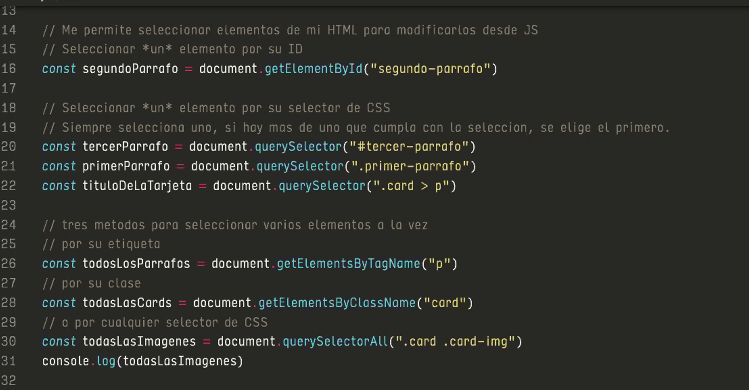 13
14 // Me permite seleccionar elementos de mi HTML para modificarlos desde JS
15 // Seleccionar *un* elemento por su ID
16 const segundoParrafo = document.getElementById("segundo-parrafo")
17
18 // Seleccionar *un* elemento por su selector de CSS
19 // Siempre selecciona uno, si hay mas de uno que cumpla con la seleccion, se elige el primero.
20 const tercerParrafo = document.querySelector("#tercer-parrafo")
21 const primerParrafo = document.querySelector(".primer-parrafo")
22 const tituloDeLaTarjeta = document.querySelector(".card > p")
23
24 // tres metodos para seleccionar varios elementos a la vez
25 // por su etiqueta
26 const todosLosParrafos = document.getElementsByTagName("p")
27 // por su clase
28 const todasLasCards = document.getElementsByClassName("card")
29 // o por cualquier selector de CSS
30 const todasLasImagenes = document.querySelectorAll(".card .card-img")
31 console.log(todasLasImagenes)
32